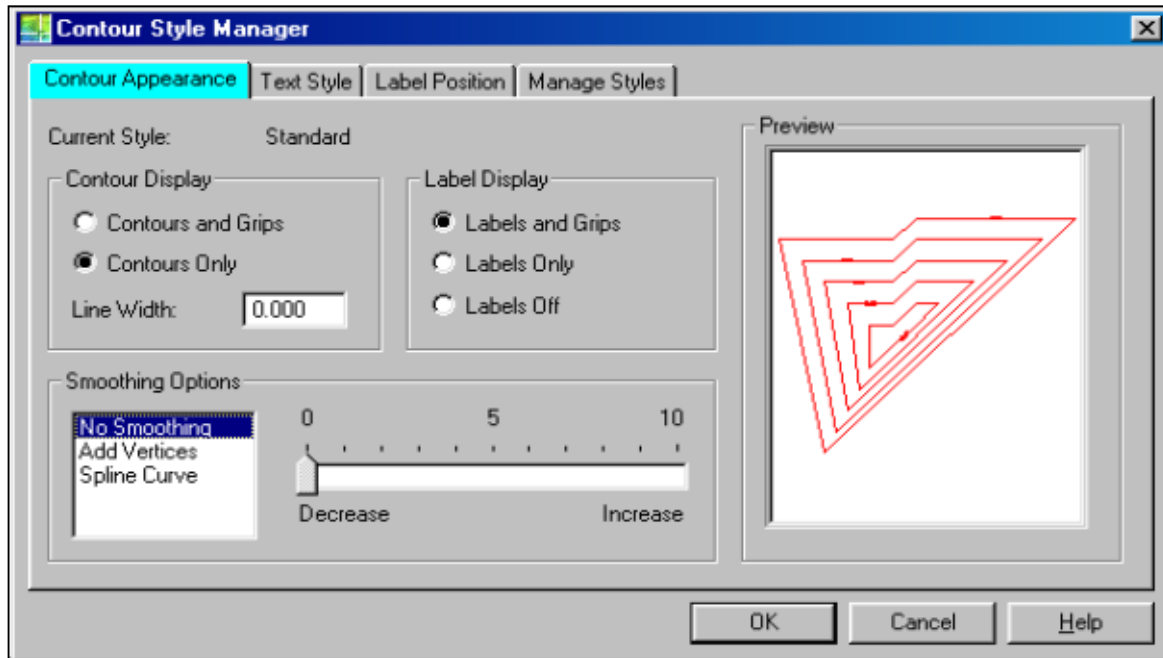 Contour Style Manager
Contour Appearance Text Style Label Position Manage Styles
Current Style: Standard
Contour Display
Contours and Grips
Contours Only
Line Width: 0.000
Label Display
Labels and Grips
Labels Only
Labels Off
Smoothing Options
No Smoothing
Add Vertices
Spline Curve
0 5 10
Decrease Increase
Preview
OK Cancel Help